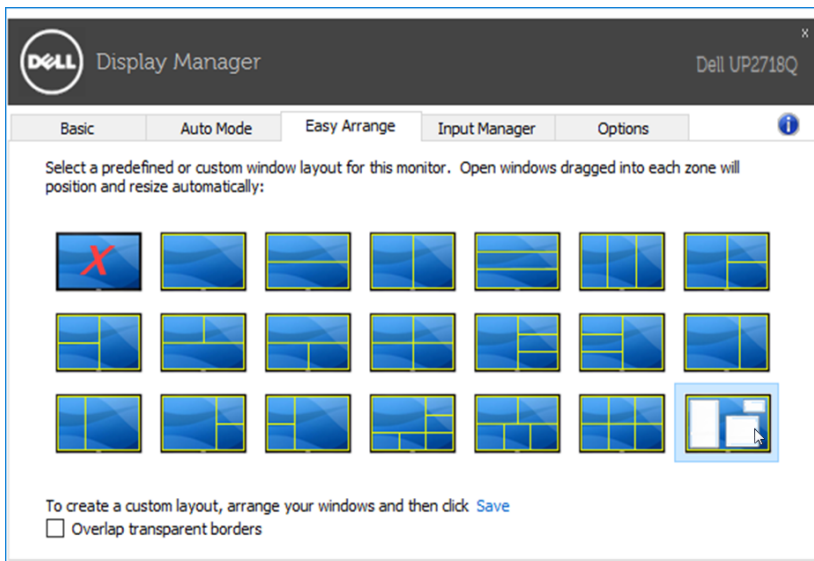 x
DELL Display Manager
Dell UP2718Q
Basic Auto Mode Easy Arrange Input Manager Options i
Select a predefined or custom window layout for this monitor. Open windows dragged into each zone will
position and resize automatically:
X
To create a custom layout, arrange your windows and then click Save
Overlap transparent borders